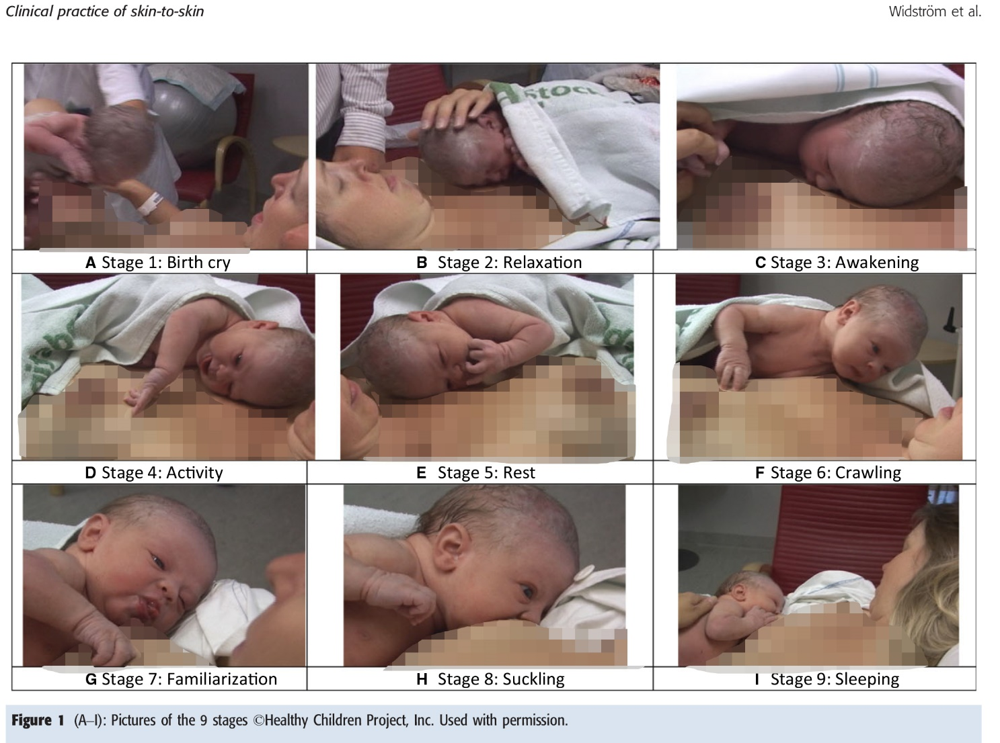 Clinical practice of skin-to-skin
Widström et al.
stoc
A Stage 1: Birth cry
B Stage 2: Relaxation
C Stage 3: Awakening
D Stage 4: Activity
E Stage 5: Rest
F Stage 6: Crawling
G Stage 7: Familiarization
H Stage 8: Suckling
I Stage 9: Sleeping
Figure 1 (A–I): Pictures of the 9 stages ©Healthy Children Project, Inc. Used with permission.